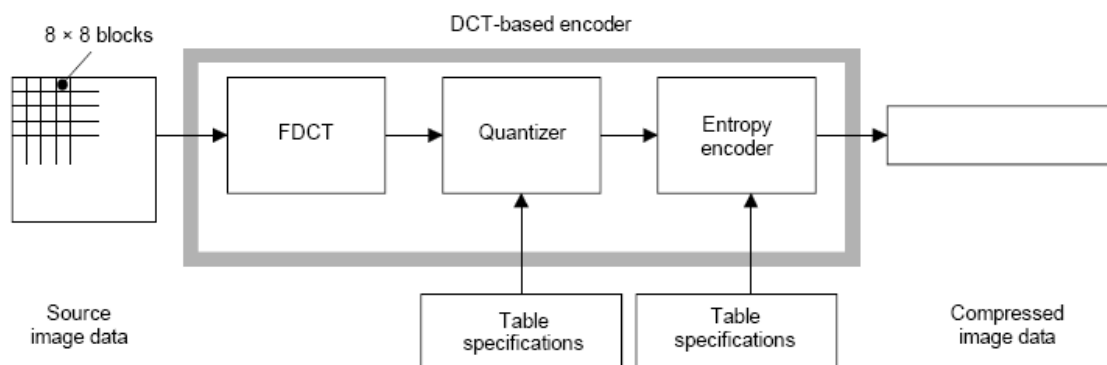 DCT-based encoder
8 × 8 blocks
FDCT
Quantizer
Entropy
encoder
Source
image data
Table
specifications
Table
specifications
Compressed
image data